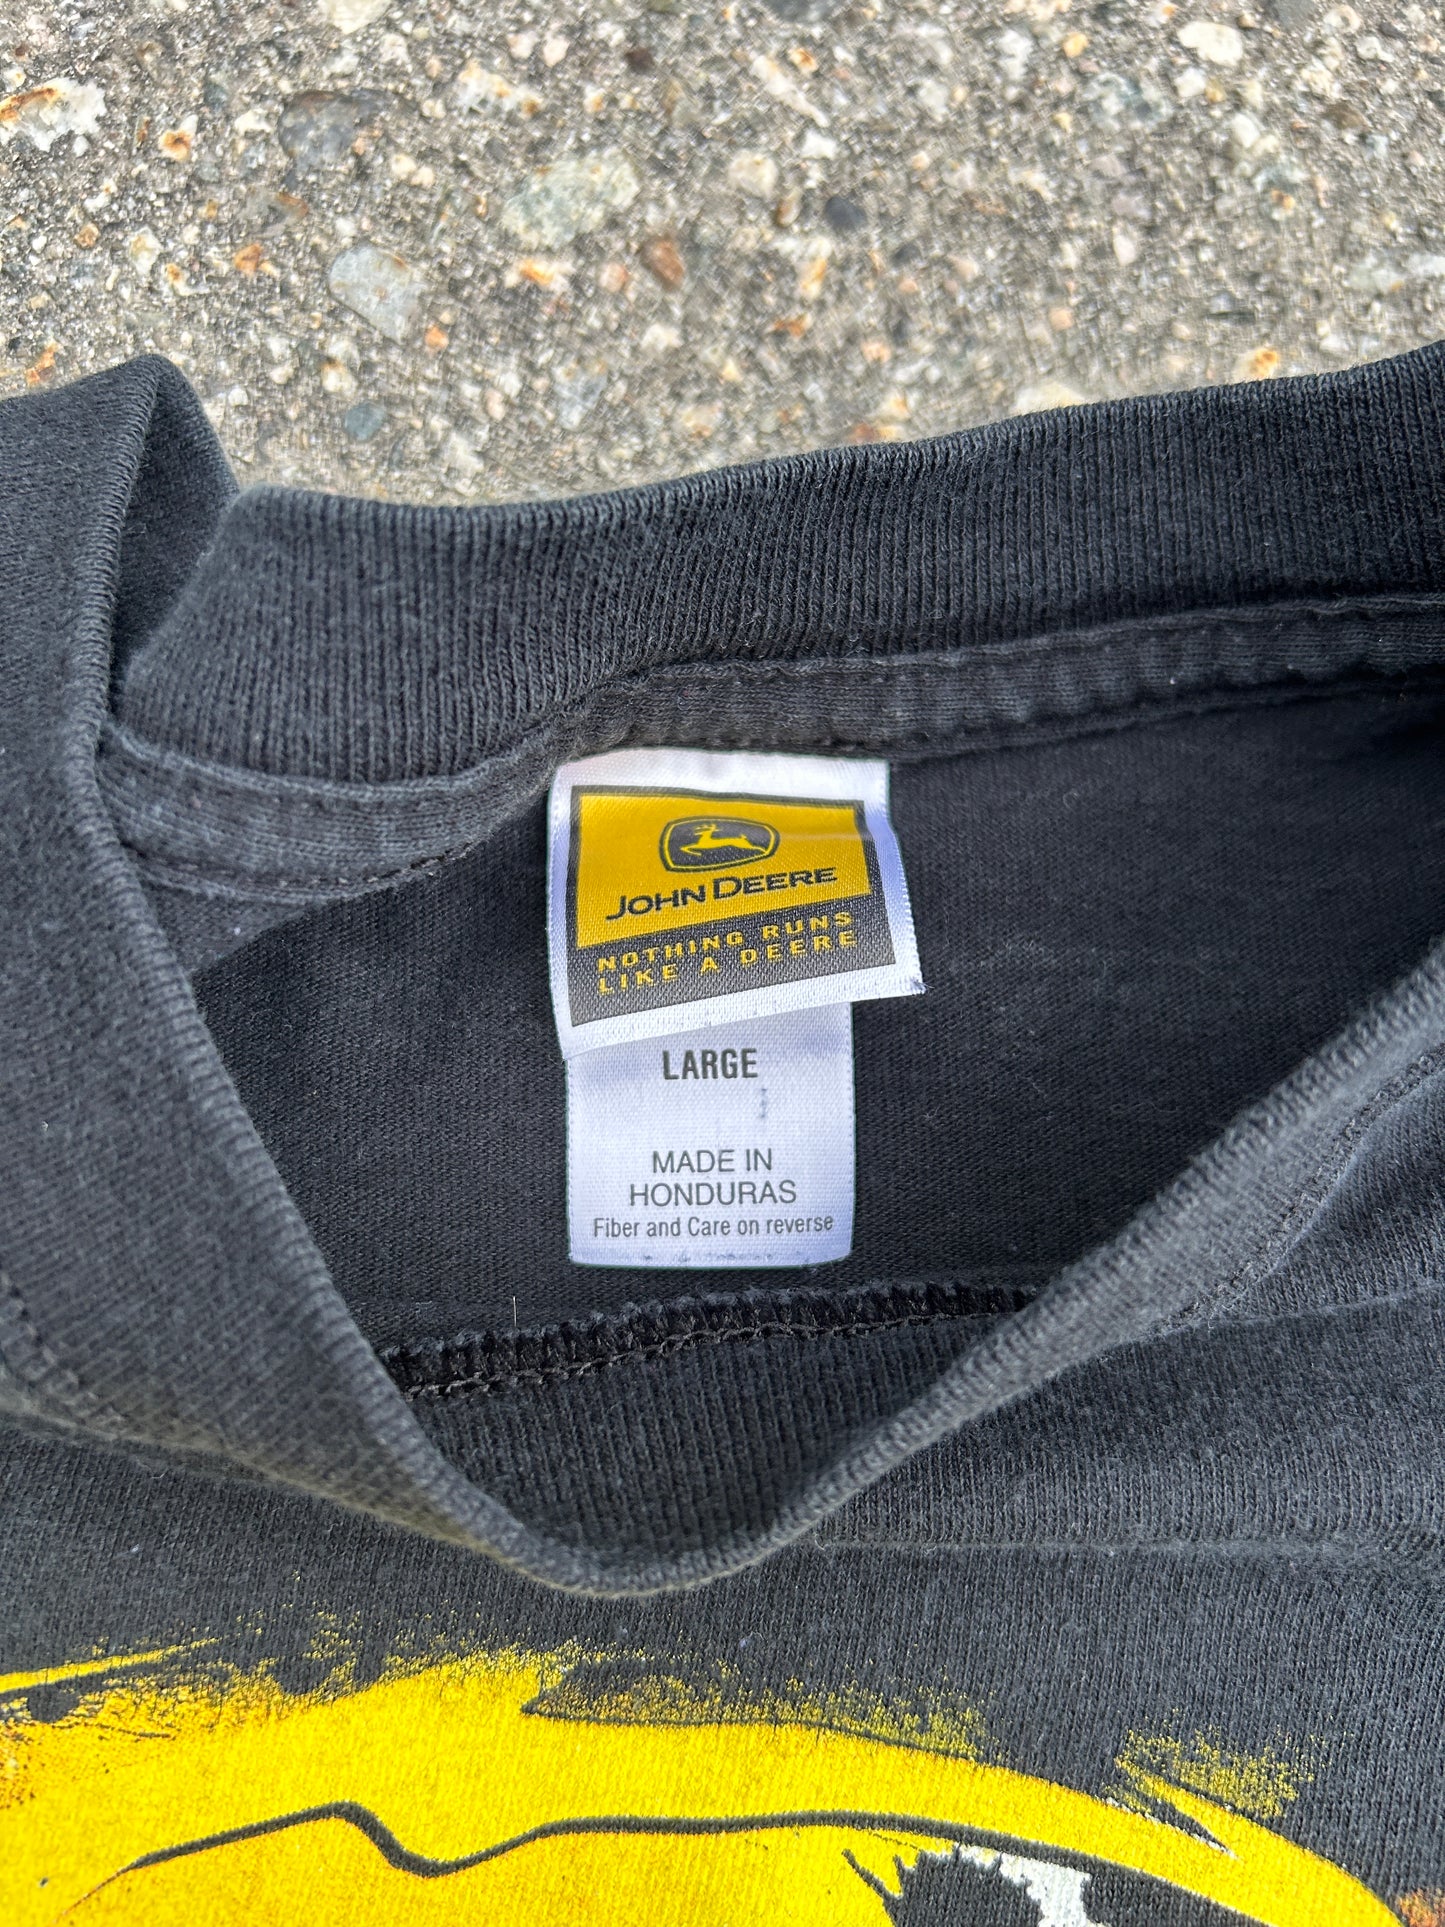 JOHN DEERE
NOTHING RUNS
LIKE A DEERE
LARGE
MADE IN
HONDURAS
Fiber and Care on reverse